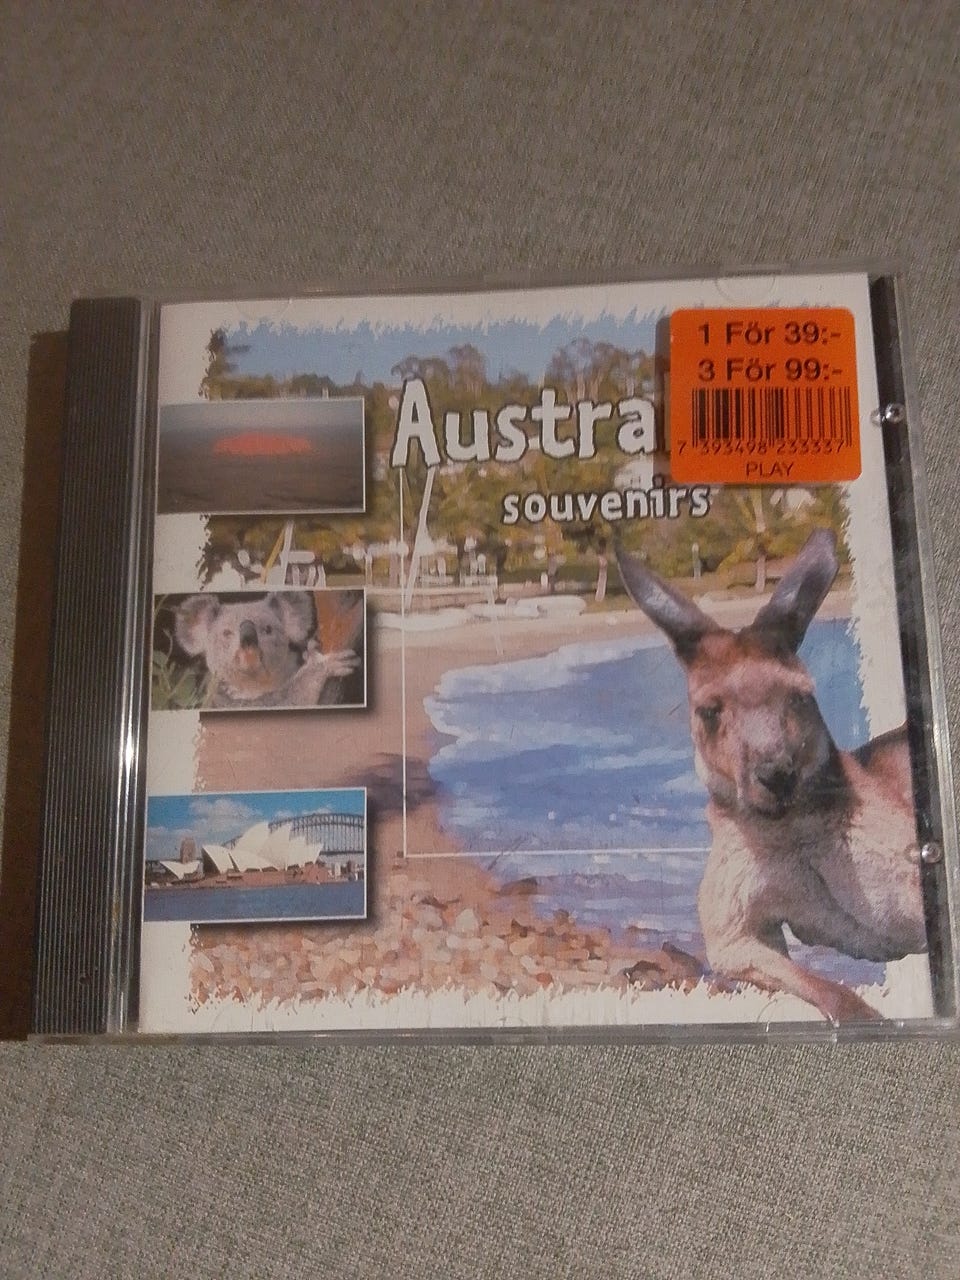 1 För 39:-
3 För 99:-
7 393498 233337
PLAY
Austra
souvenirs